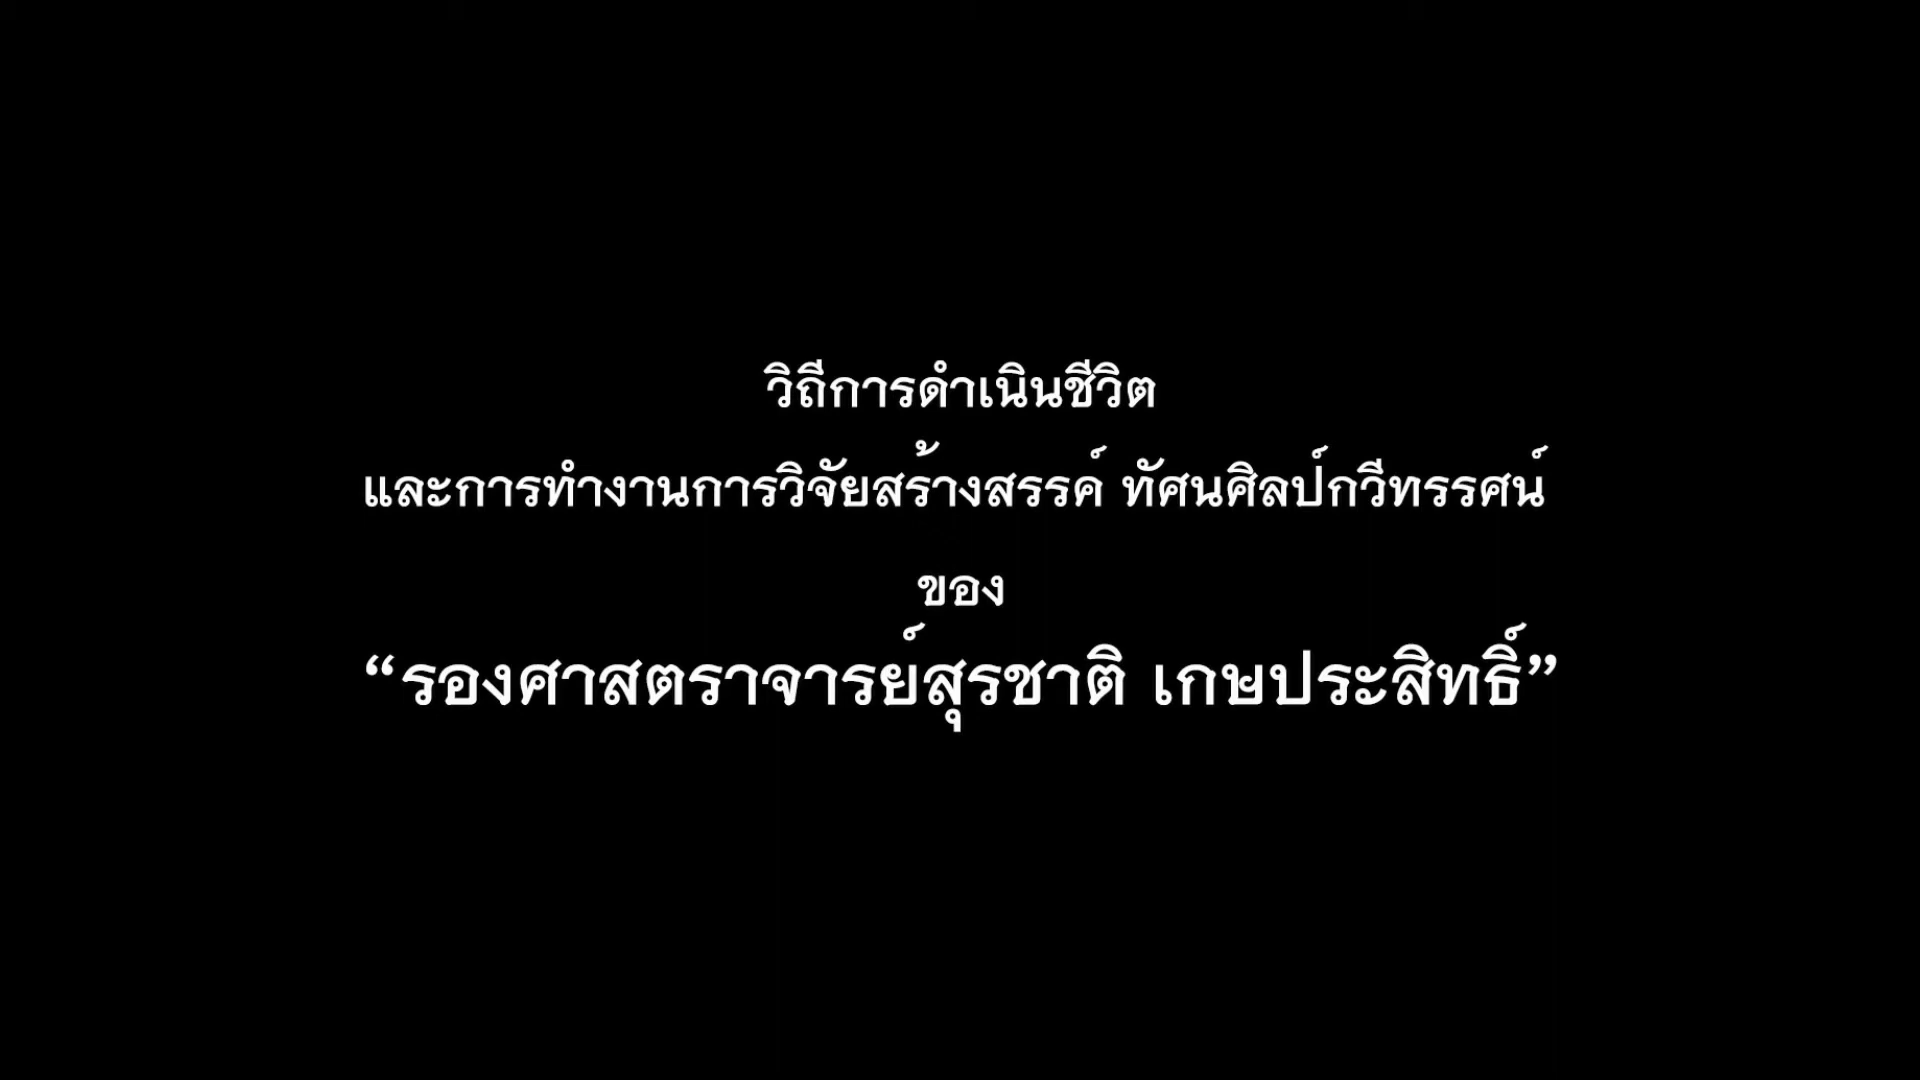 วิถีการดำเนินชีวิต
และการทำงานการวิจัยสร้างสรรค์ ทัศนศิลป์กวีทรรศน์
ของ
“รองศาสตราจารย์สุรชาติ เกษประสิทธิ์”